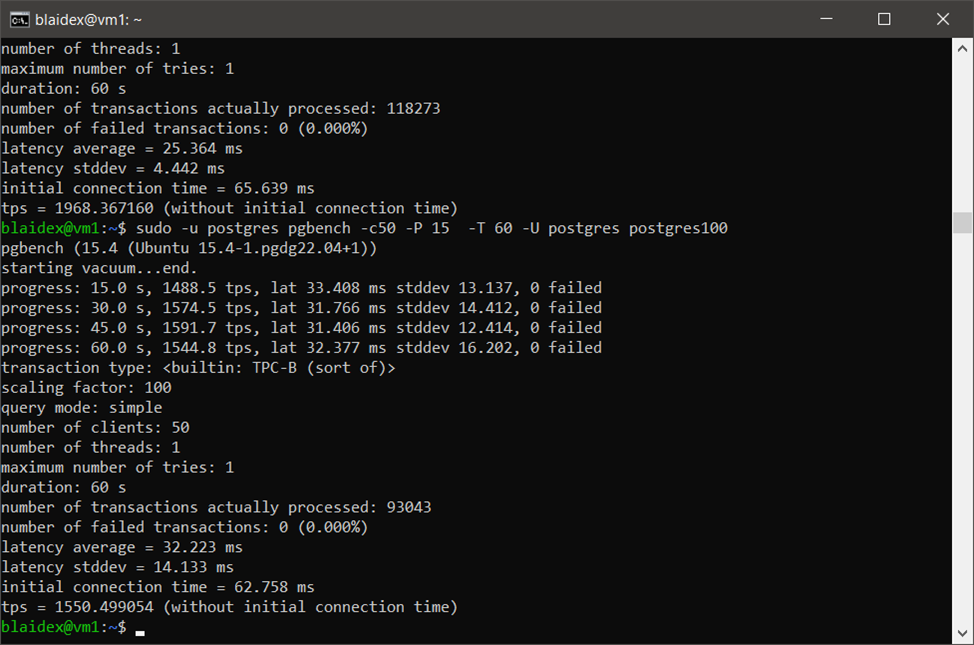 blaidex@vm1: ~
number of threads: 1
maximum number of tries: 1
duration: 60 s
number of transactions actually processed: 118273
number of failed transactions: 0 (0.000%)
latency average = 25.364 ms
latency stddev = 4.442 ms
initial connection time = 65.639 ms
tps = 1968.367160 (without initial connection time)
blaidex@vm1:~$ sudo -u postgres pgbench -c50 -P 15  -T 60 -U postgres postgres100
pgbench (15.4 (Ubuntu 15.4-1.pgdg22.04+1))
starting vacuum...end.
progress: 15.0 s, 1488.5 tps, lat 33.408 ms stddev 13.137, 0 failed
progress: 30.0 s, 1574.5 tps, lat 31.766 ms stddev 14.412, 0 failed
progress: 45.0 s, 1591.7 tps, lat 31.406 ms stddev 12.414, 0 failed
progress: 60.0 s, 1544.8 tps, lat 32.377 ms stddev 16.202, 0 failed
transaction type: <builtin: TPC-B (sort of)>
scaling factor: 100
query mode: simple
number of clients: 50
number of threads: 1
maximum number of tries: 1
duration: 60 s
number of transactions actually processed: 93043
number of failed transactions: 0 (0.000%)
latency average = 32.223 ms
latency stddev = 14.133 ms
initial connection time = 62.758 ms
tps = 1550.499054 (without initial connection time)
blaidex@vm1:~$